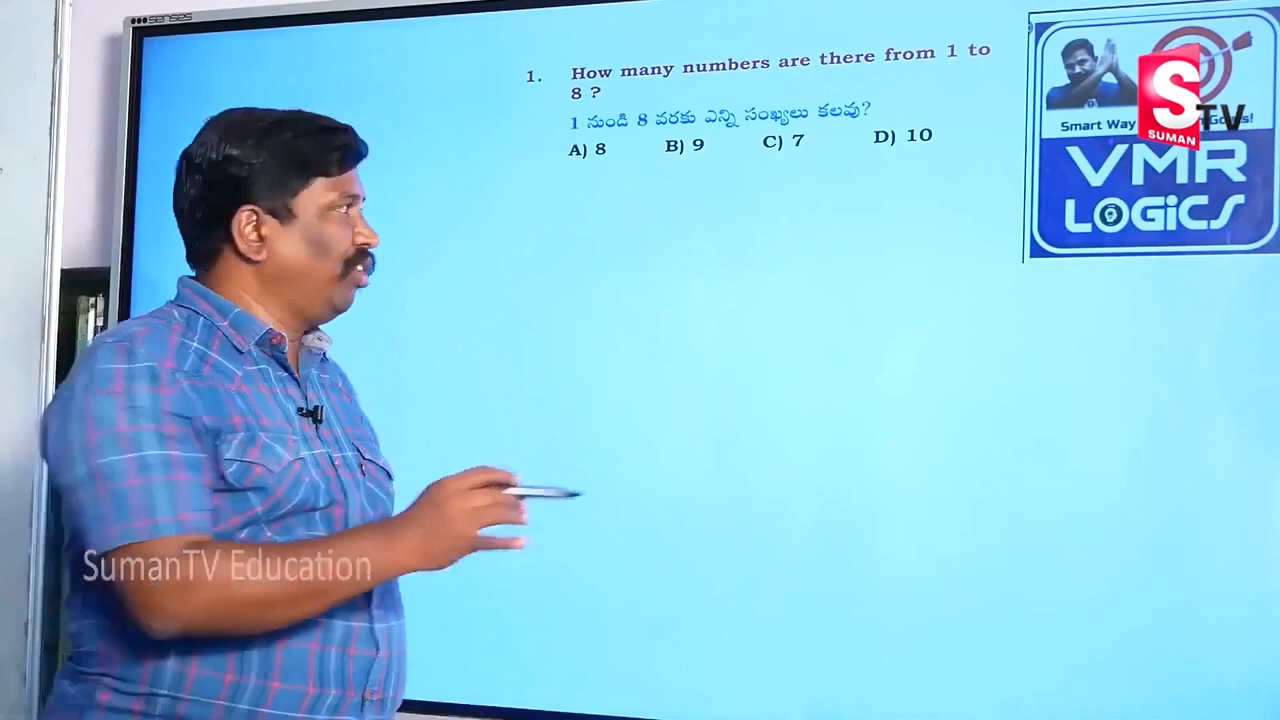 senses
1. How many numbers are there from 1 to
8 ?
1 నుండి 8 వరకు ఎన్ని సంఖ్యలు కలవు?
A) 8 B) 9 C) 7 D) 10
Smart Way
S
TV
SUMAN
VMR
LOGICS
SumanTV Education